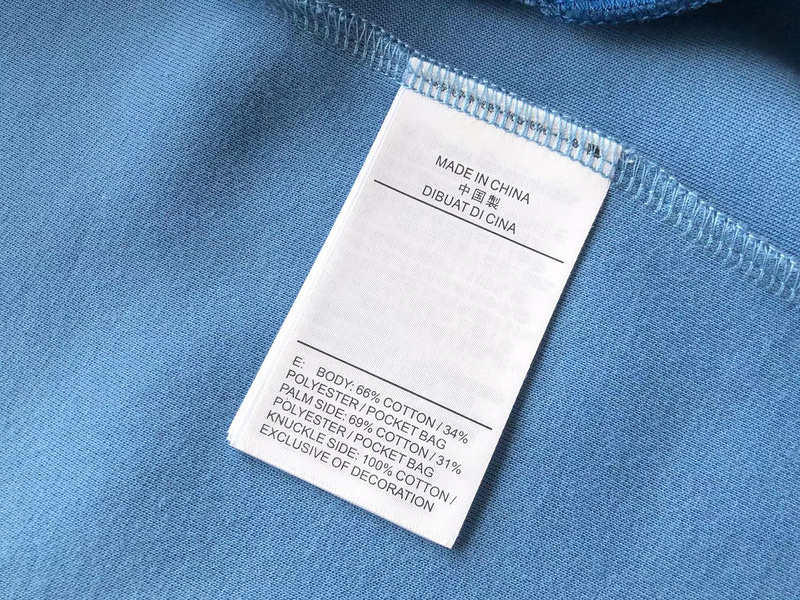 MADE IN CHINA
中国製
DIBUAT DI CINA
E: BODY: 66% COTTON / 34%
POLYESTER / POCKET BAG
PALM SIDE: 69% COTTON / 31%
POLYESTER / POCKET BAG
KNUCKLE SIDE: 100% COTTON /
EXCLUSIVE OF DECORATION